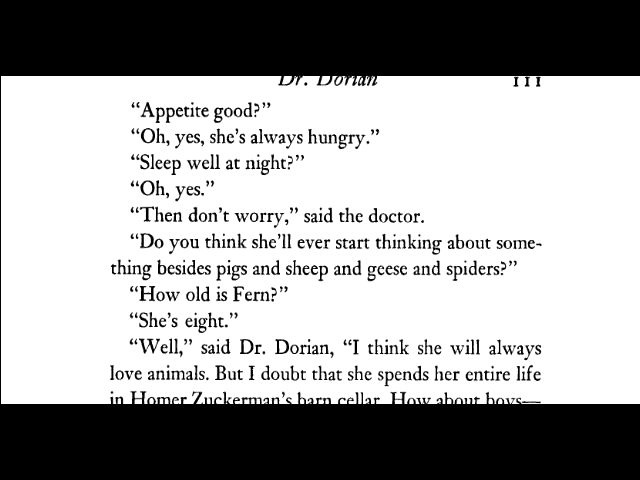 Dr. Dorian 111
“Appetite good?”
“Oh, yes, she’s always hungry.”
“Sleep well at night?”
“Oh, yes.”
“Then don’t worry,” said the doctor.
“Do you think she’ll ever start thinking about some-
thing besides pigs and sheep and geese and spiders?”
“How old is Fern?”
“She’s eight.”
“Well,” said Dr. Dorian, “I think she will always
love animals. But I doubt that she spends her entire life
in Homer Zuckerman’s barn cellar. How about boys—